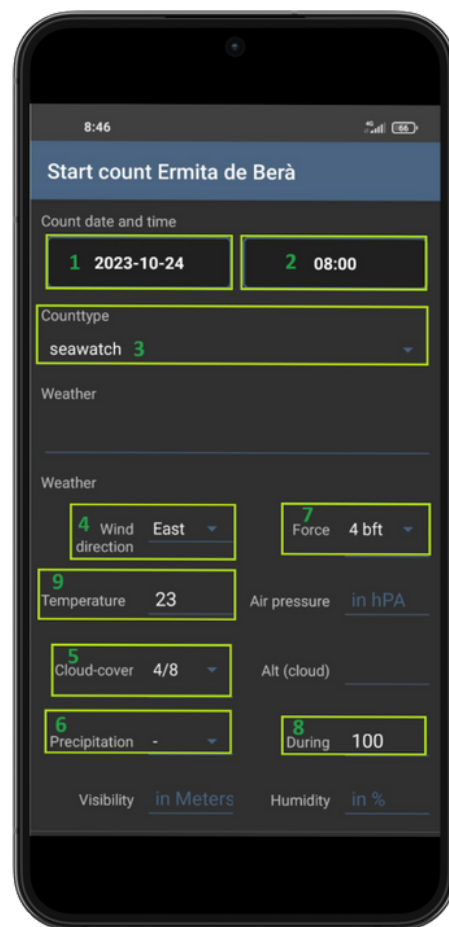 8:46 4G 66
Start count Ermita de Berà
Count date and time
1 2023-10-24 2 08:00
Counttype
seawatch 3
Weather
Weather
4 Wind direction East 7 Force 4 bft
9 Temperature 23 Air pressure in hPA
5 Cloud-cover 4/8 Alt (cloud)
6 Precipitation - 8 During 100
Visibility in Meters Humidity in %